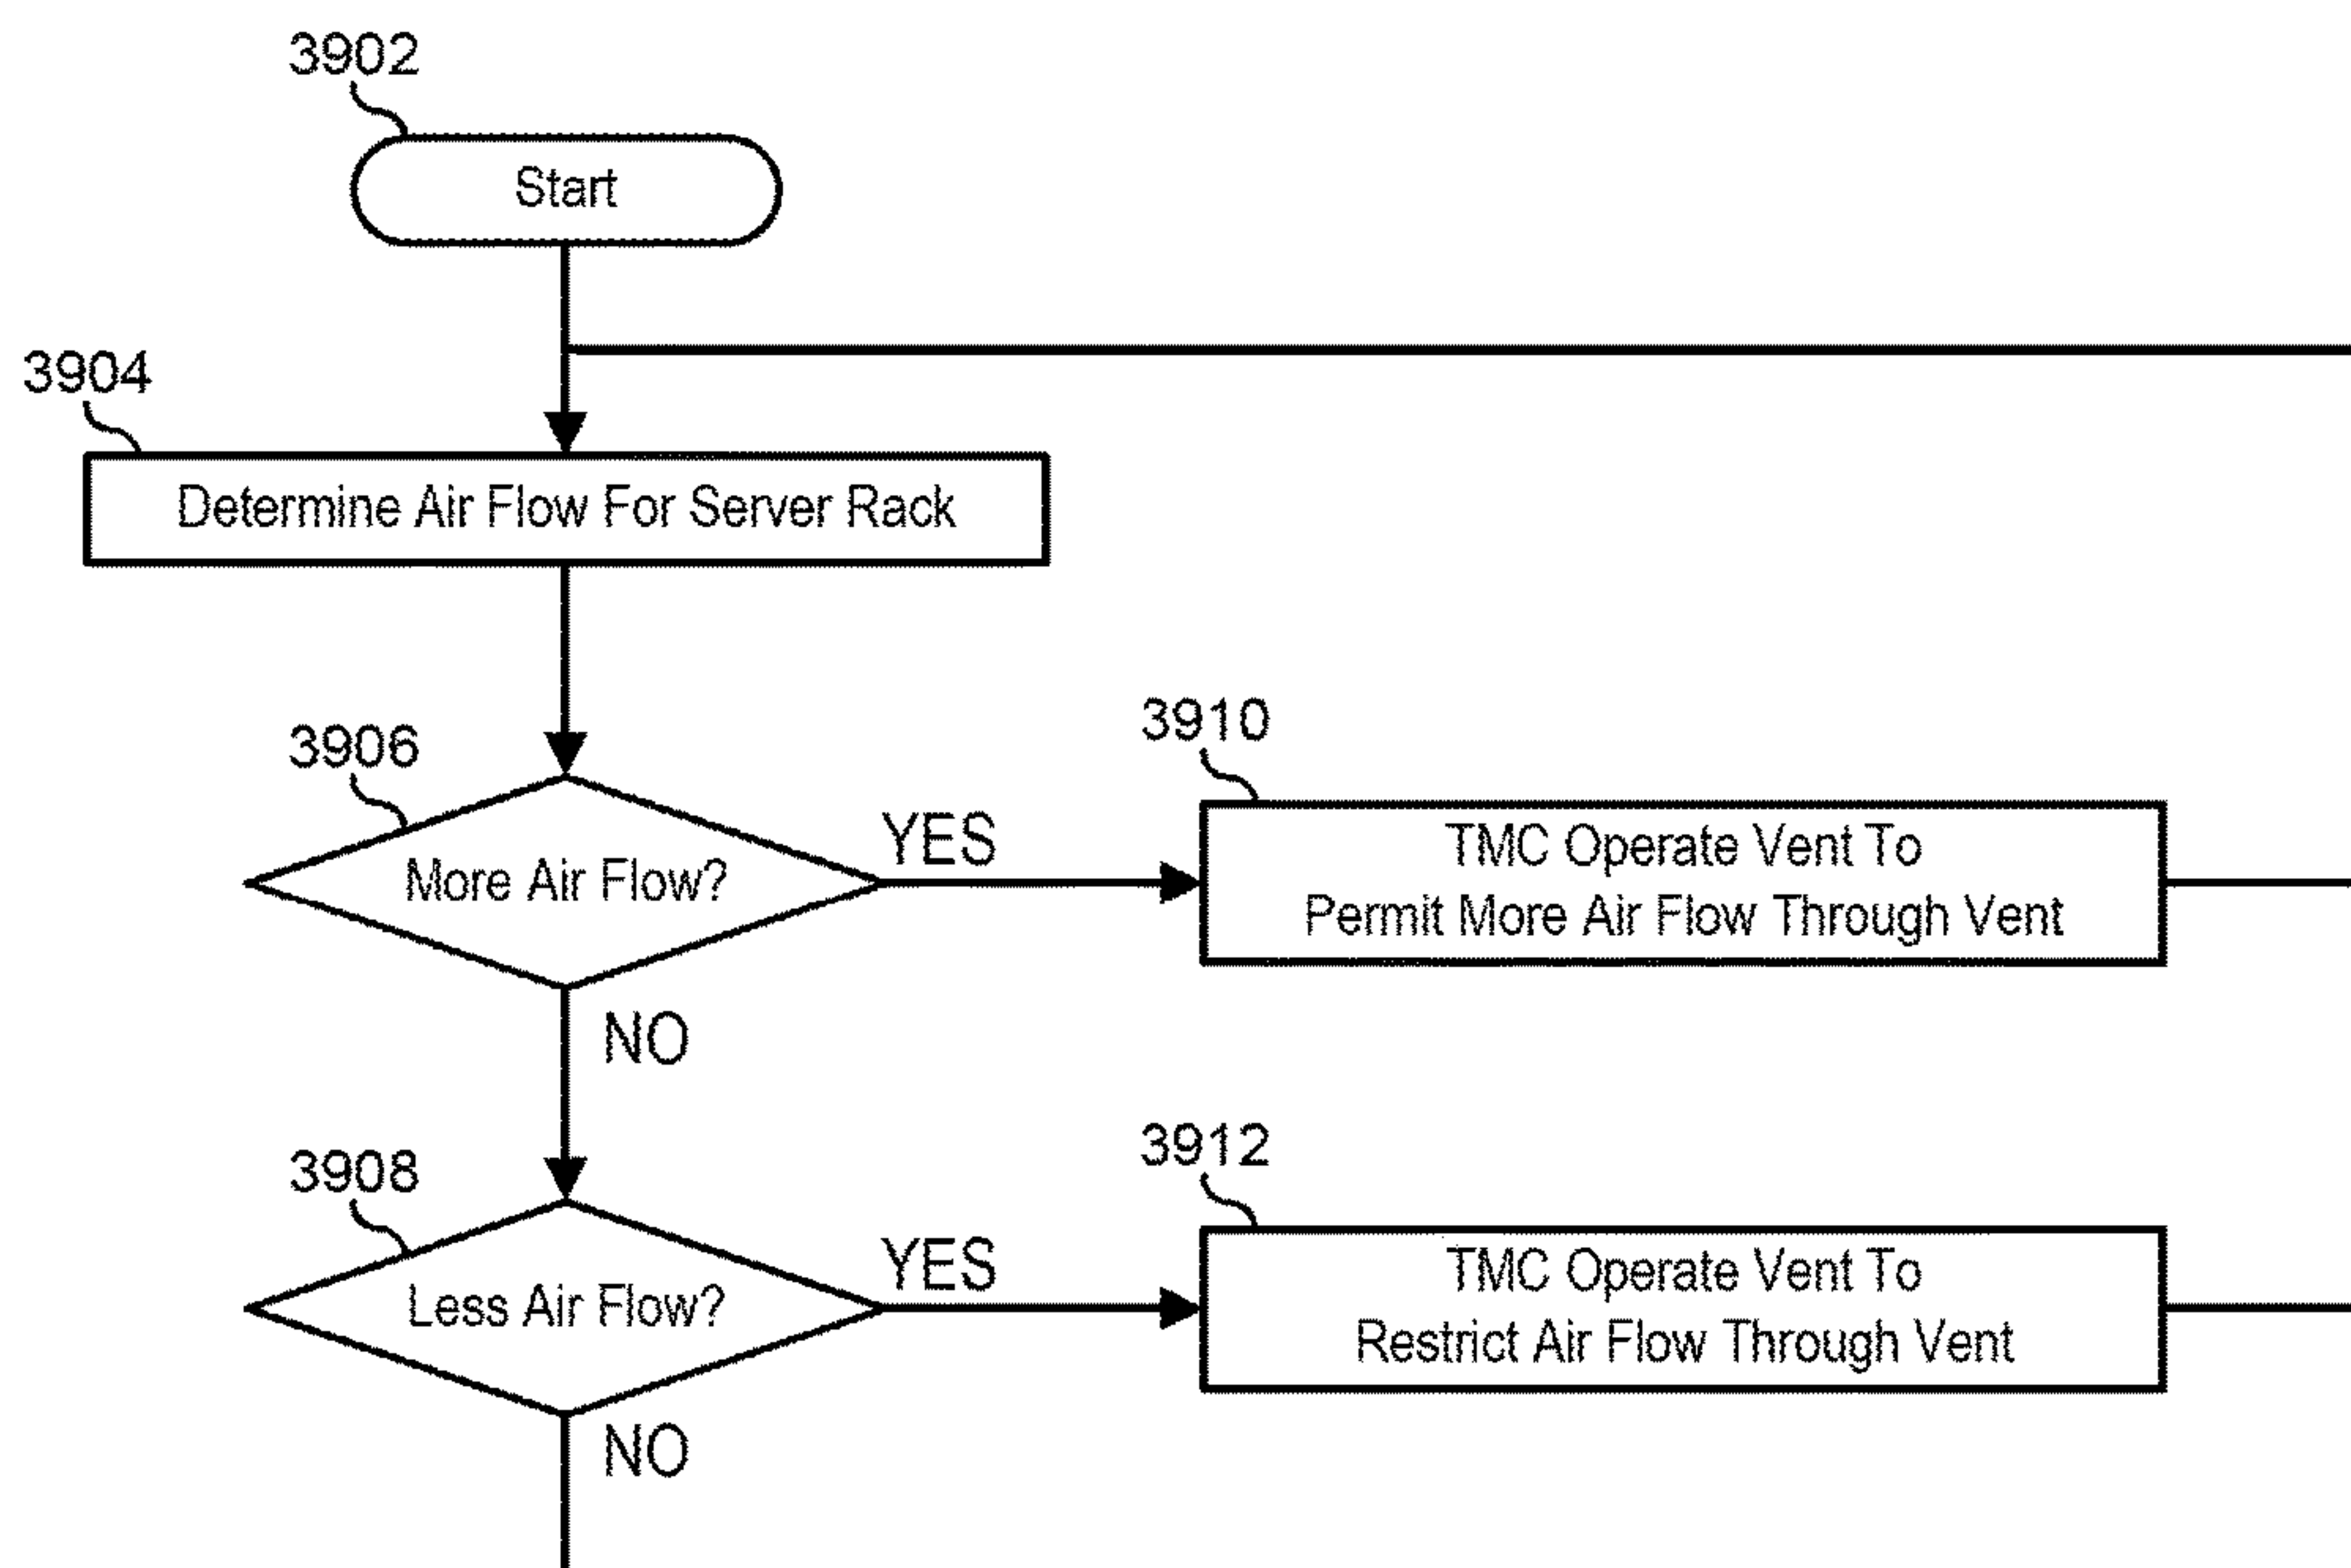 3902
Start
3904
Determine Air Flow For Server Rack
3906
More Air Flow?
YES
3910
TMC Operate Vent To
Permit More Air Flow Through Vent
NO
3908
Less Air Flow?
YES
3912
TMC Operate Vent To
Restrict Air Flow Through Vent
NO